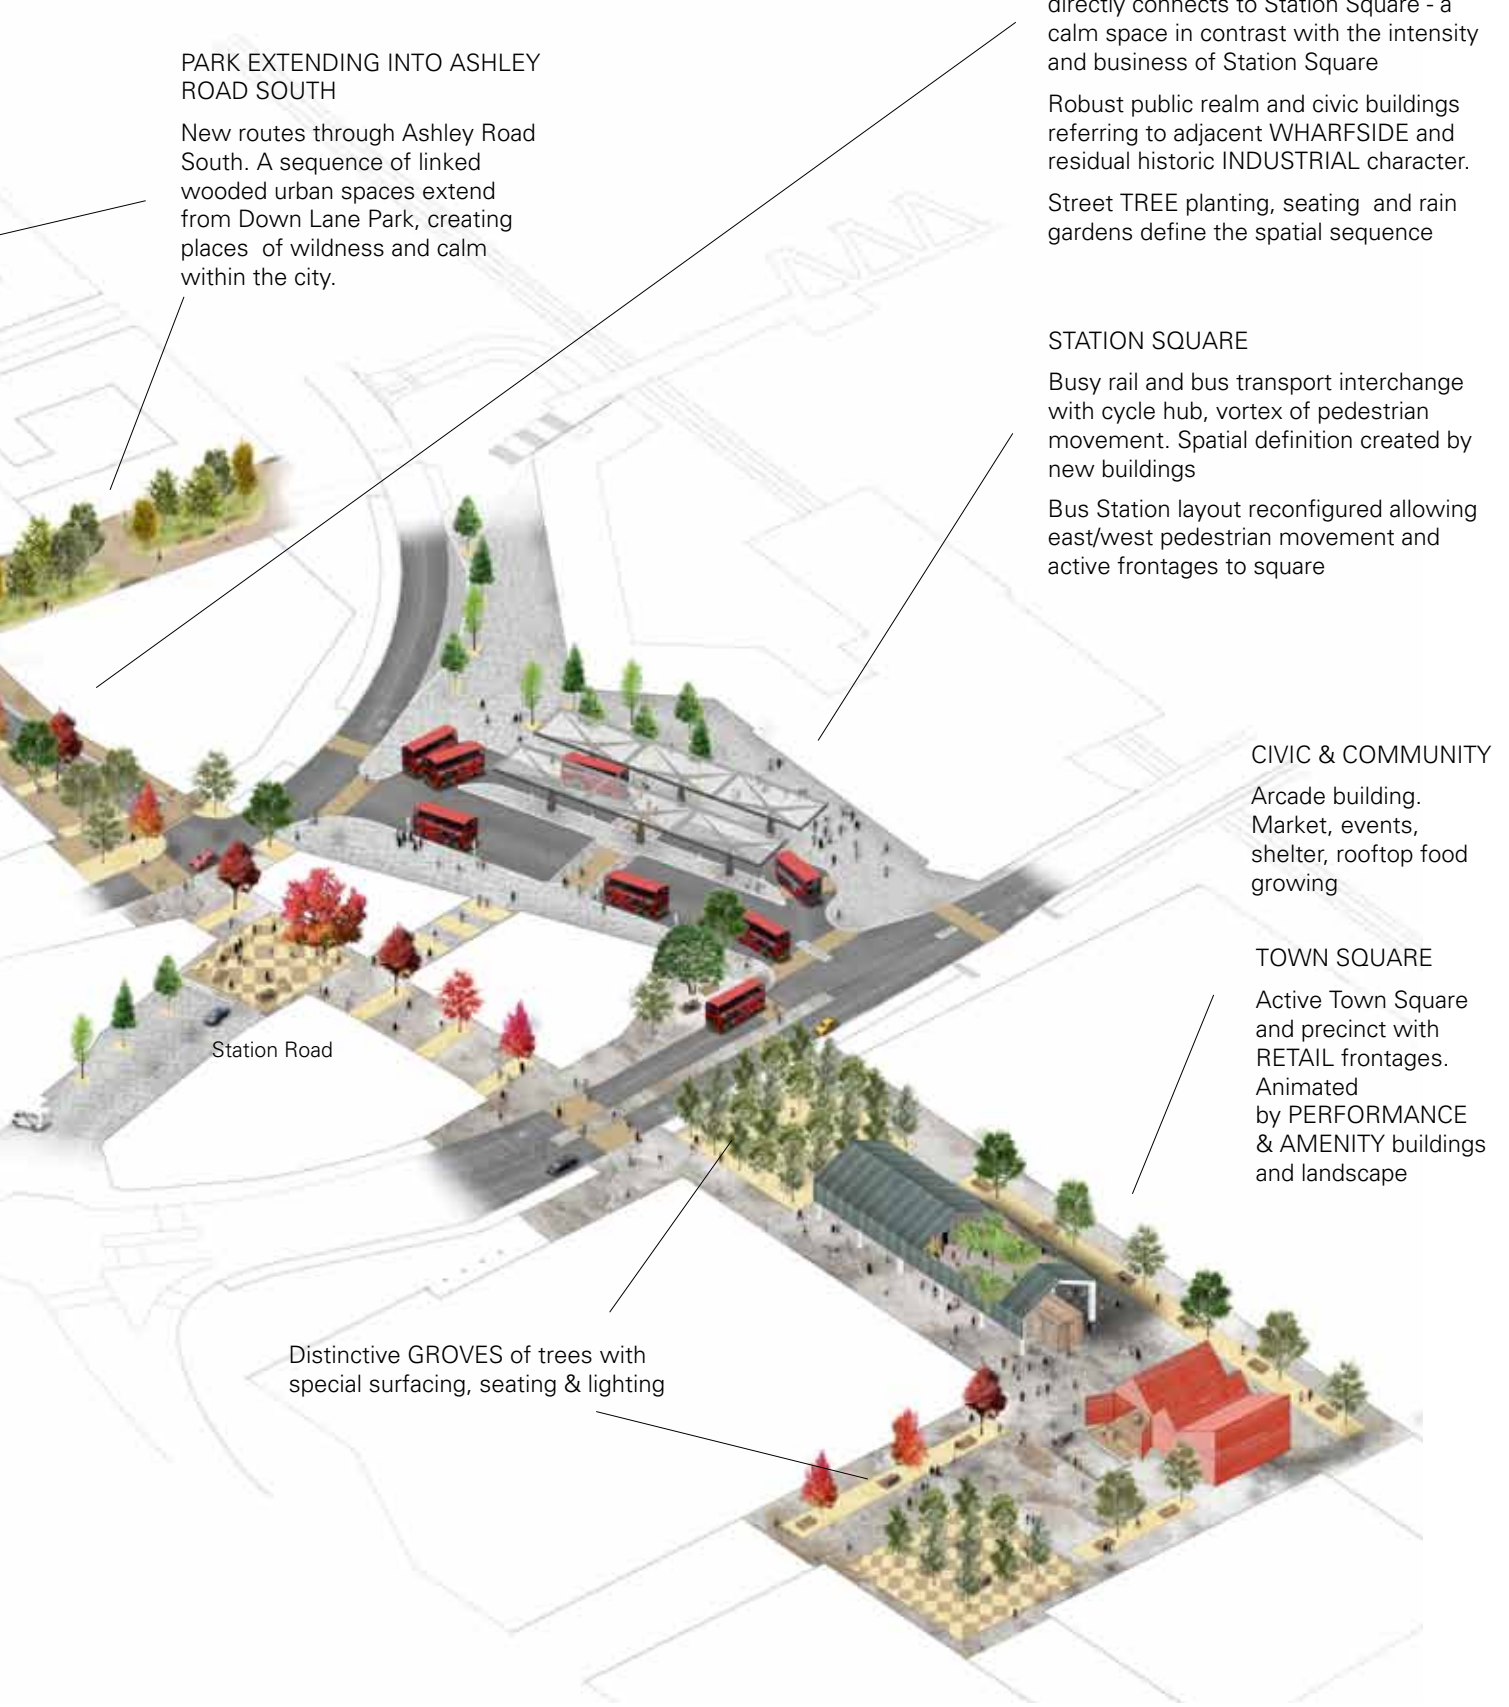 PARK EXTENDING INTO ASHLEY
ROAD SOUTH
New routes through Ashley Road
South. A sequence of linked
wooded urban spaces extend
from Down Lane Park, creating
places of wildness and calm
within the city.
directly connects to Station Square - a
calm space in contrast with the intensity
and business of Station Square
Robust public realm and civic buildings
referring to adjacent WHARFSIDE and
residual historic INDUSTRIAL character.
Street TREE planting, seating and rain
gardens define the spatial sequence
STATION SQUARE
Busy rail and bus transport interchange
with cycle hub, vortex of pedestrian
movement. Spatial definition created by
new buildings
Bus Station layout reconfigured allowing
east/west pedestrian movement and
active frontages to square
CIVIC & COMMUNITY
Arcade building.
Market, events,
shelter, rooftop food
growing
TOWN SQUARE
Active Town Square
and precinct with
RETAIL frontages.
Animated
by PERFORMANCE
& AMENITY buildings
and landscape
Station Road
Distinctive GROVES of trees with
special surfacing, seating & lighting